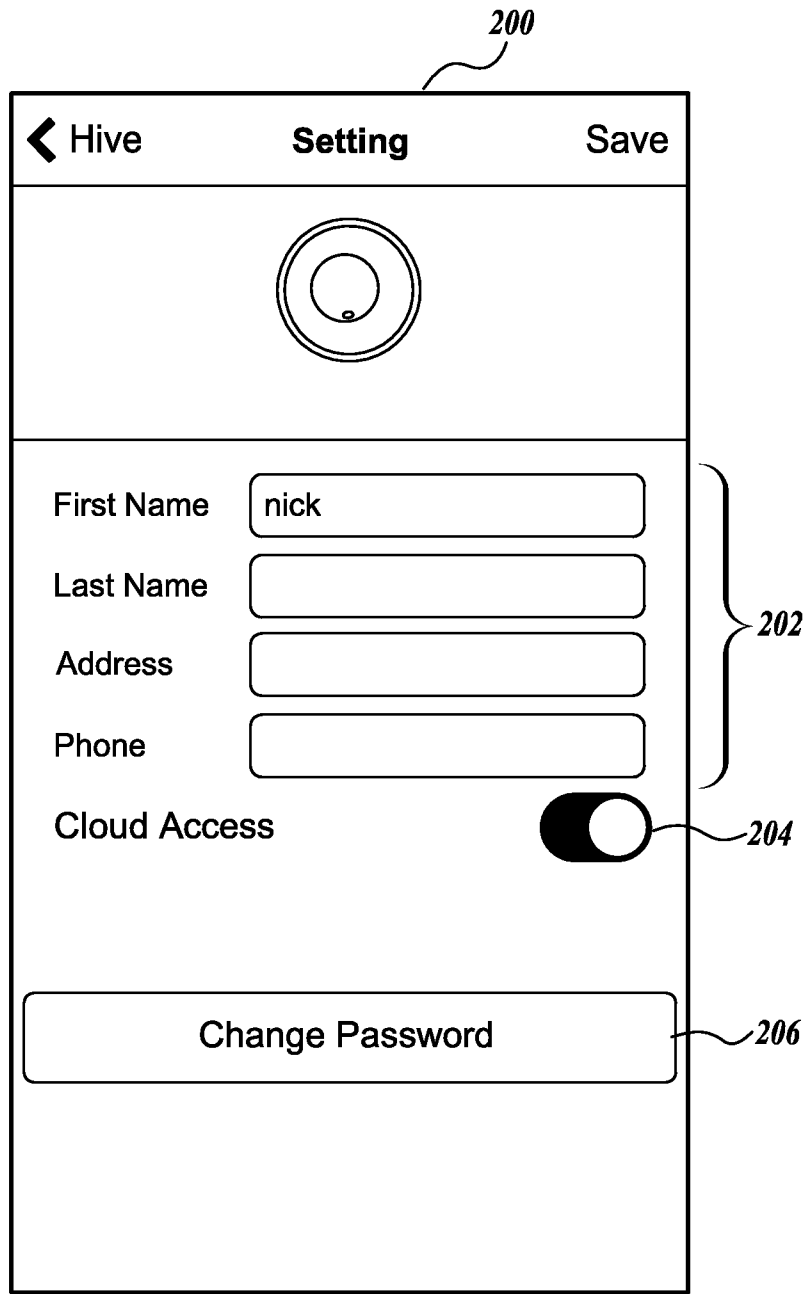 200
Hive Setting Save
First Name nick
Last Name
202
Address
Phone
Cloud Access 204
Change Password 206